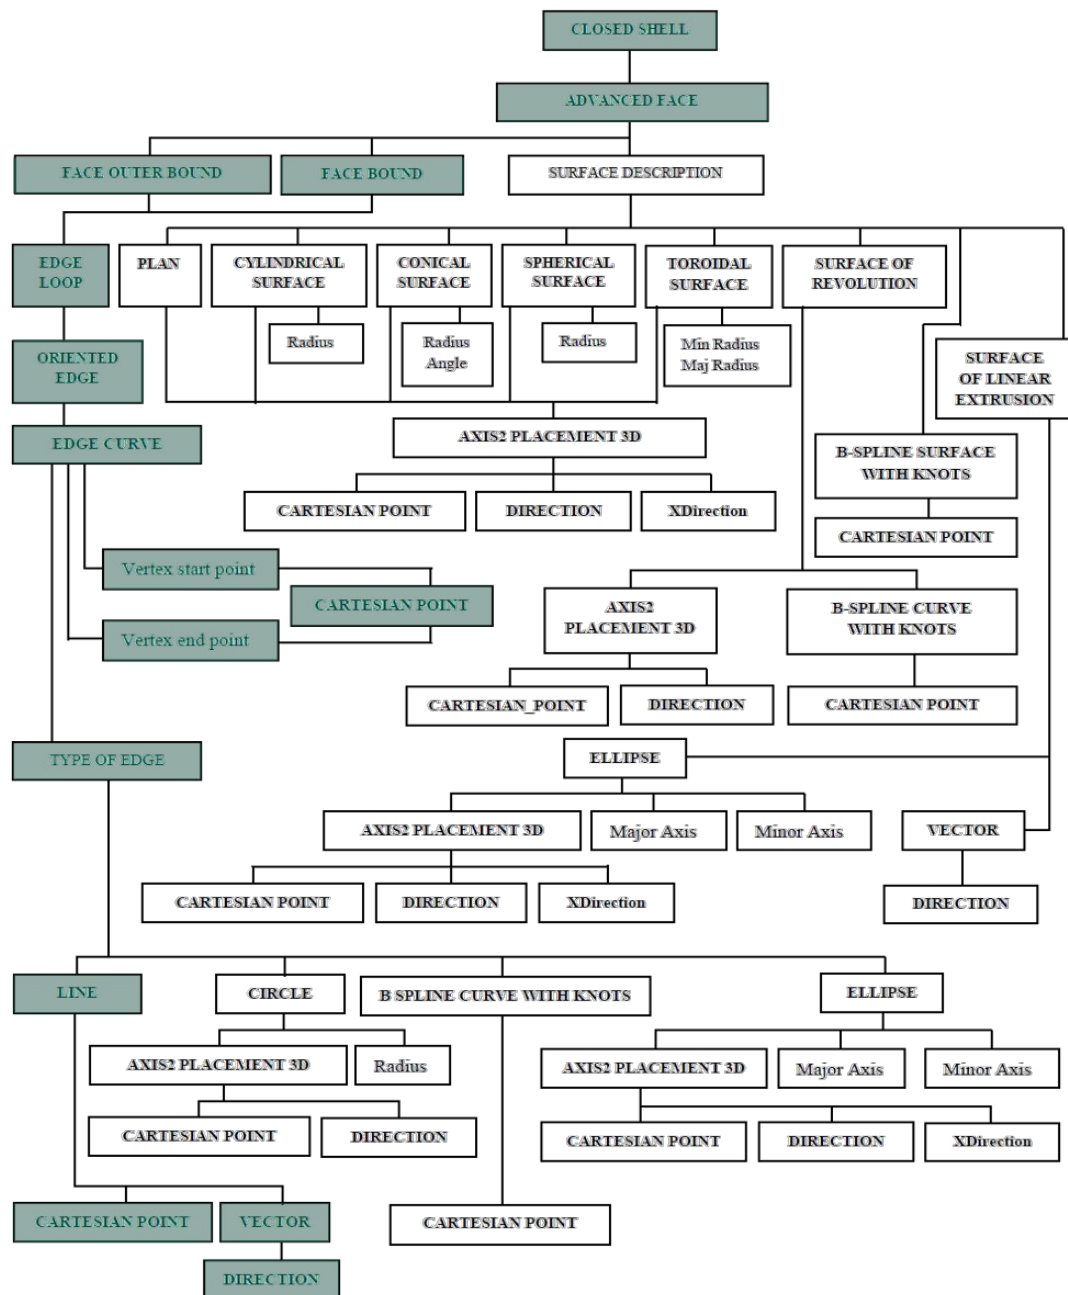 CLOSED SHELL
ADVANCED FACE
FACE OUTER BOUND
FACE BOUND
SURFACE DESCRIPTION
EDGE
LOOP
PLAN
CYLINDRICAL
SURFACE
CONICAL
SURFACE
SPHERICAL
SURFACE
TOROIDAL
SURFACE
SURFACE OF
REVOLUTION
Radius
Radius
Angle
Radius
Min Radius
Maj Radius
SURFACE
OF LINEAR
EXTRUSION
ORIENTED
EDGE
EDGE CURVE
AXIS2 PLACEMENT 3D
B-SPLINE SURFACE
WITH KNOTS
CARTESIAN POINT
DIRECTION
XDirection
CARTESIAN POINT
Vertex start point
CARTESIAN POINT
Vertex end point
AXIS2
PLACEMENT 3D
B-SPLINE CURVE
WITH KNOTS
CARTESIAN_POINT
DIRECTION
CARTESIAN POINT
TYPE OF EDGE
ELLIPSE
AXIS2 PLACEMENT 3D
Major Axis
Minor Axis
VECTOR
CARTESIAN POINT
DIRECTION
XDirection
DIRECTION
LINE
CIRCLE
B SPLINE CURVE WITH KNOTS
ELLIPSE
AXIS2 PLACEMENT 3D
Radius
AXIS2 PLACEMENT 3D
Major Axis
Minor Axis
CARTESIAN POINT
DIRECTION
CARTESIAN POINT
DIRECTION
XDirection
CARTESIAN POINT
VECTOR
CARTESIAN POINT
DIRECTION